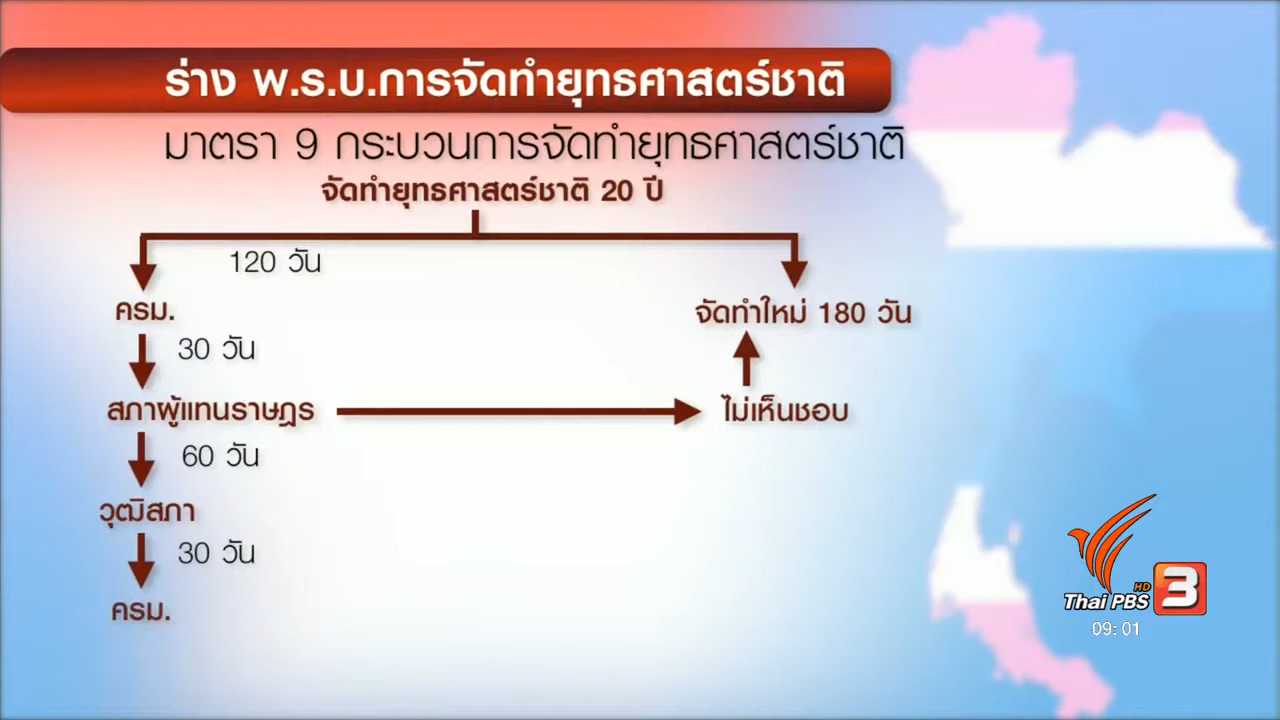 ร่าง พ.ร.บ.การจัดทำยุทธศาสตร์ชาติ
มาตรา 9 กระบวนการจัดทำยุทธศาสตร์ชาติ
จัดทำยุทธศาสตร์ชาติ 20 ปี
120 วัน
ครม.
จัดทำใหม่ 180 วัน
30 วัน
สภาผู้แทนราษฎร
ไม่เห็นชอบ
60 วัน
วุฒิสภา
30 วัน
ครม.
HD
Thai PBS 3
09: 01